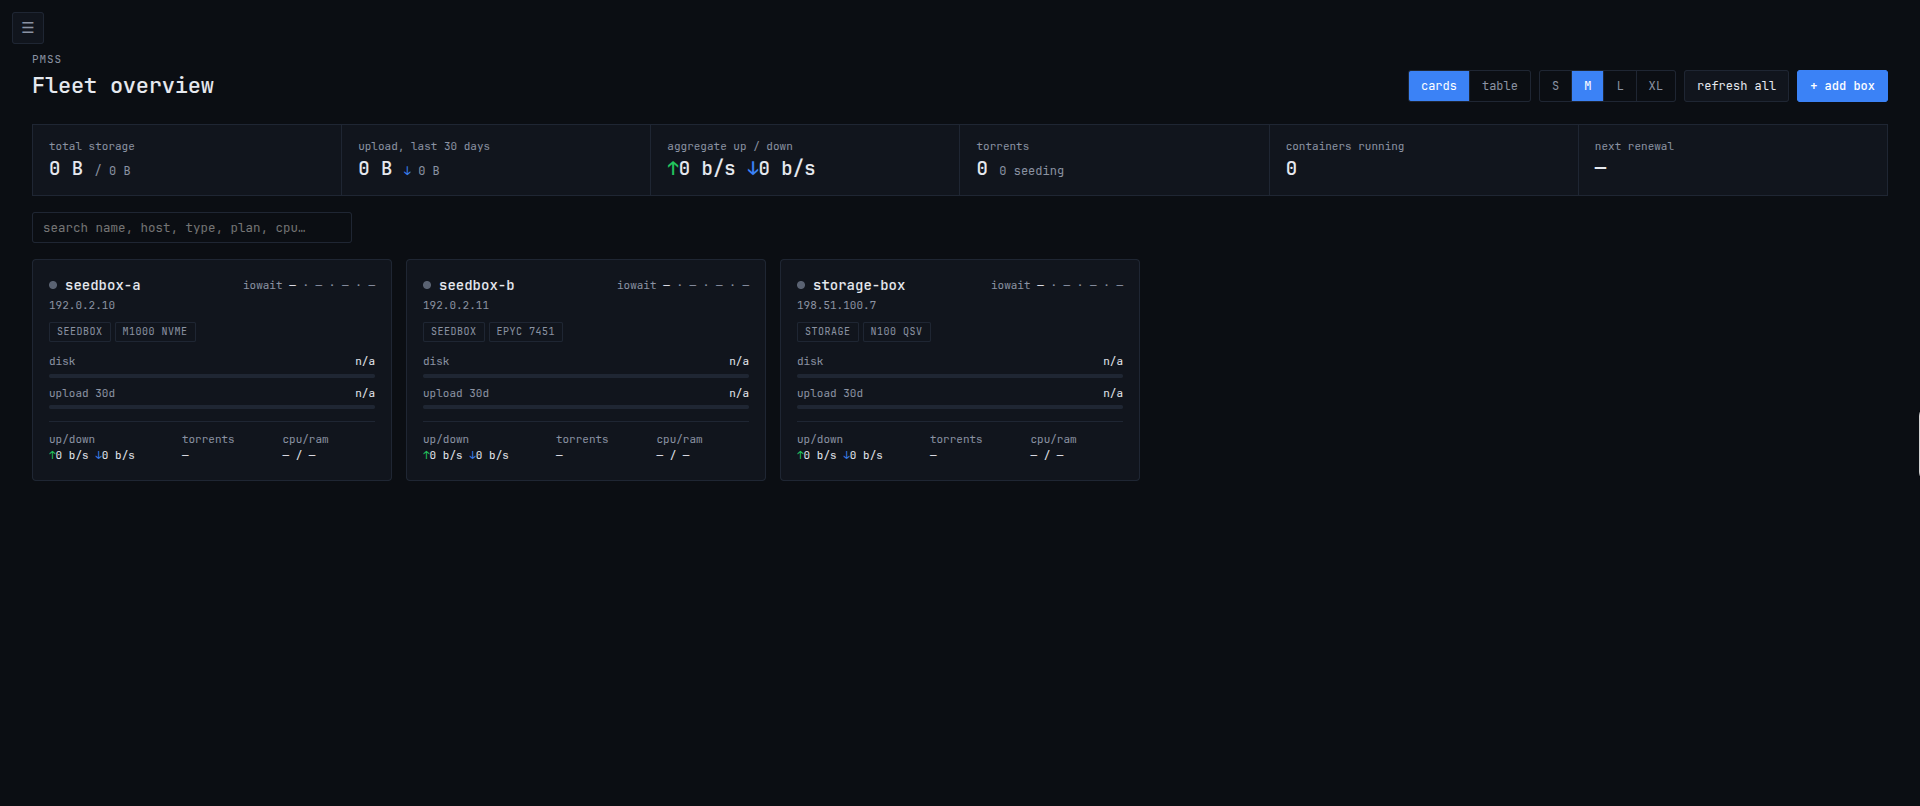 ☰
PMSS
Fleet overview
cards table S M L XL refresh all + add box
total storage
0 B / 0 B
upload, last 30 days
0 B ↓ 0 B
aggregate up / down
↑0 b/s ↓0 b/s
torrents
0 0 seeding
containers running
0
next renewal
—
search name, host, type, plan, cpu…
seedbox-a iowait — · — · — · —
192.0.2.10
SEEDBOX M1000 NVME
disk n/a
upload 30d n/a
up/down torrents cpu/ram
↑0 b/s ↓0 b/s — — / —
seedbox-b iowait — · — · — · —
192.0.2.11
SEEDBOX EPYC 7451
disk n/a
upload 30d n/a
up/down torrents cpu/ram
↑0 b/s ↓0 b/s — — / —
storage-box iowait — · — · — · —
198.51.100.7
STORAGE N100 QSV
disk n/a
upload 30d n/a
up/down torrents cpu/ram
↑0 b/s ↓0 b/s — — / —